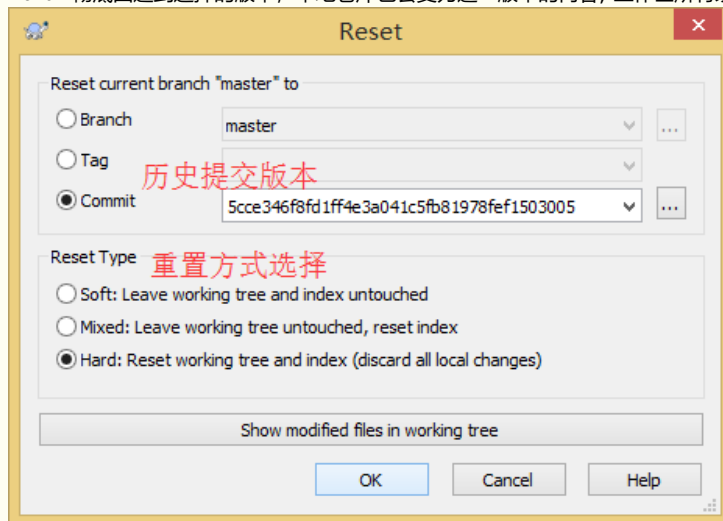 Reset
Reset current branch "master" to
Branch
master
...
Tag
历史提交版本
Commit
5cce346f8fd1ff4e3a041c5fb81978fef1503005
...
Reset Type
重置方式选择
Soft: Leave working tree and index untouched
Mixed: Leave working tree untouched, reset index
Hard: Reset working tree and index (discard all local changes)
Show modified files in working tree
OK
Cancel
Help